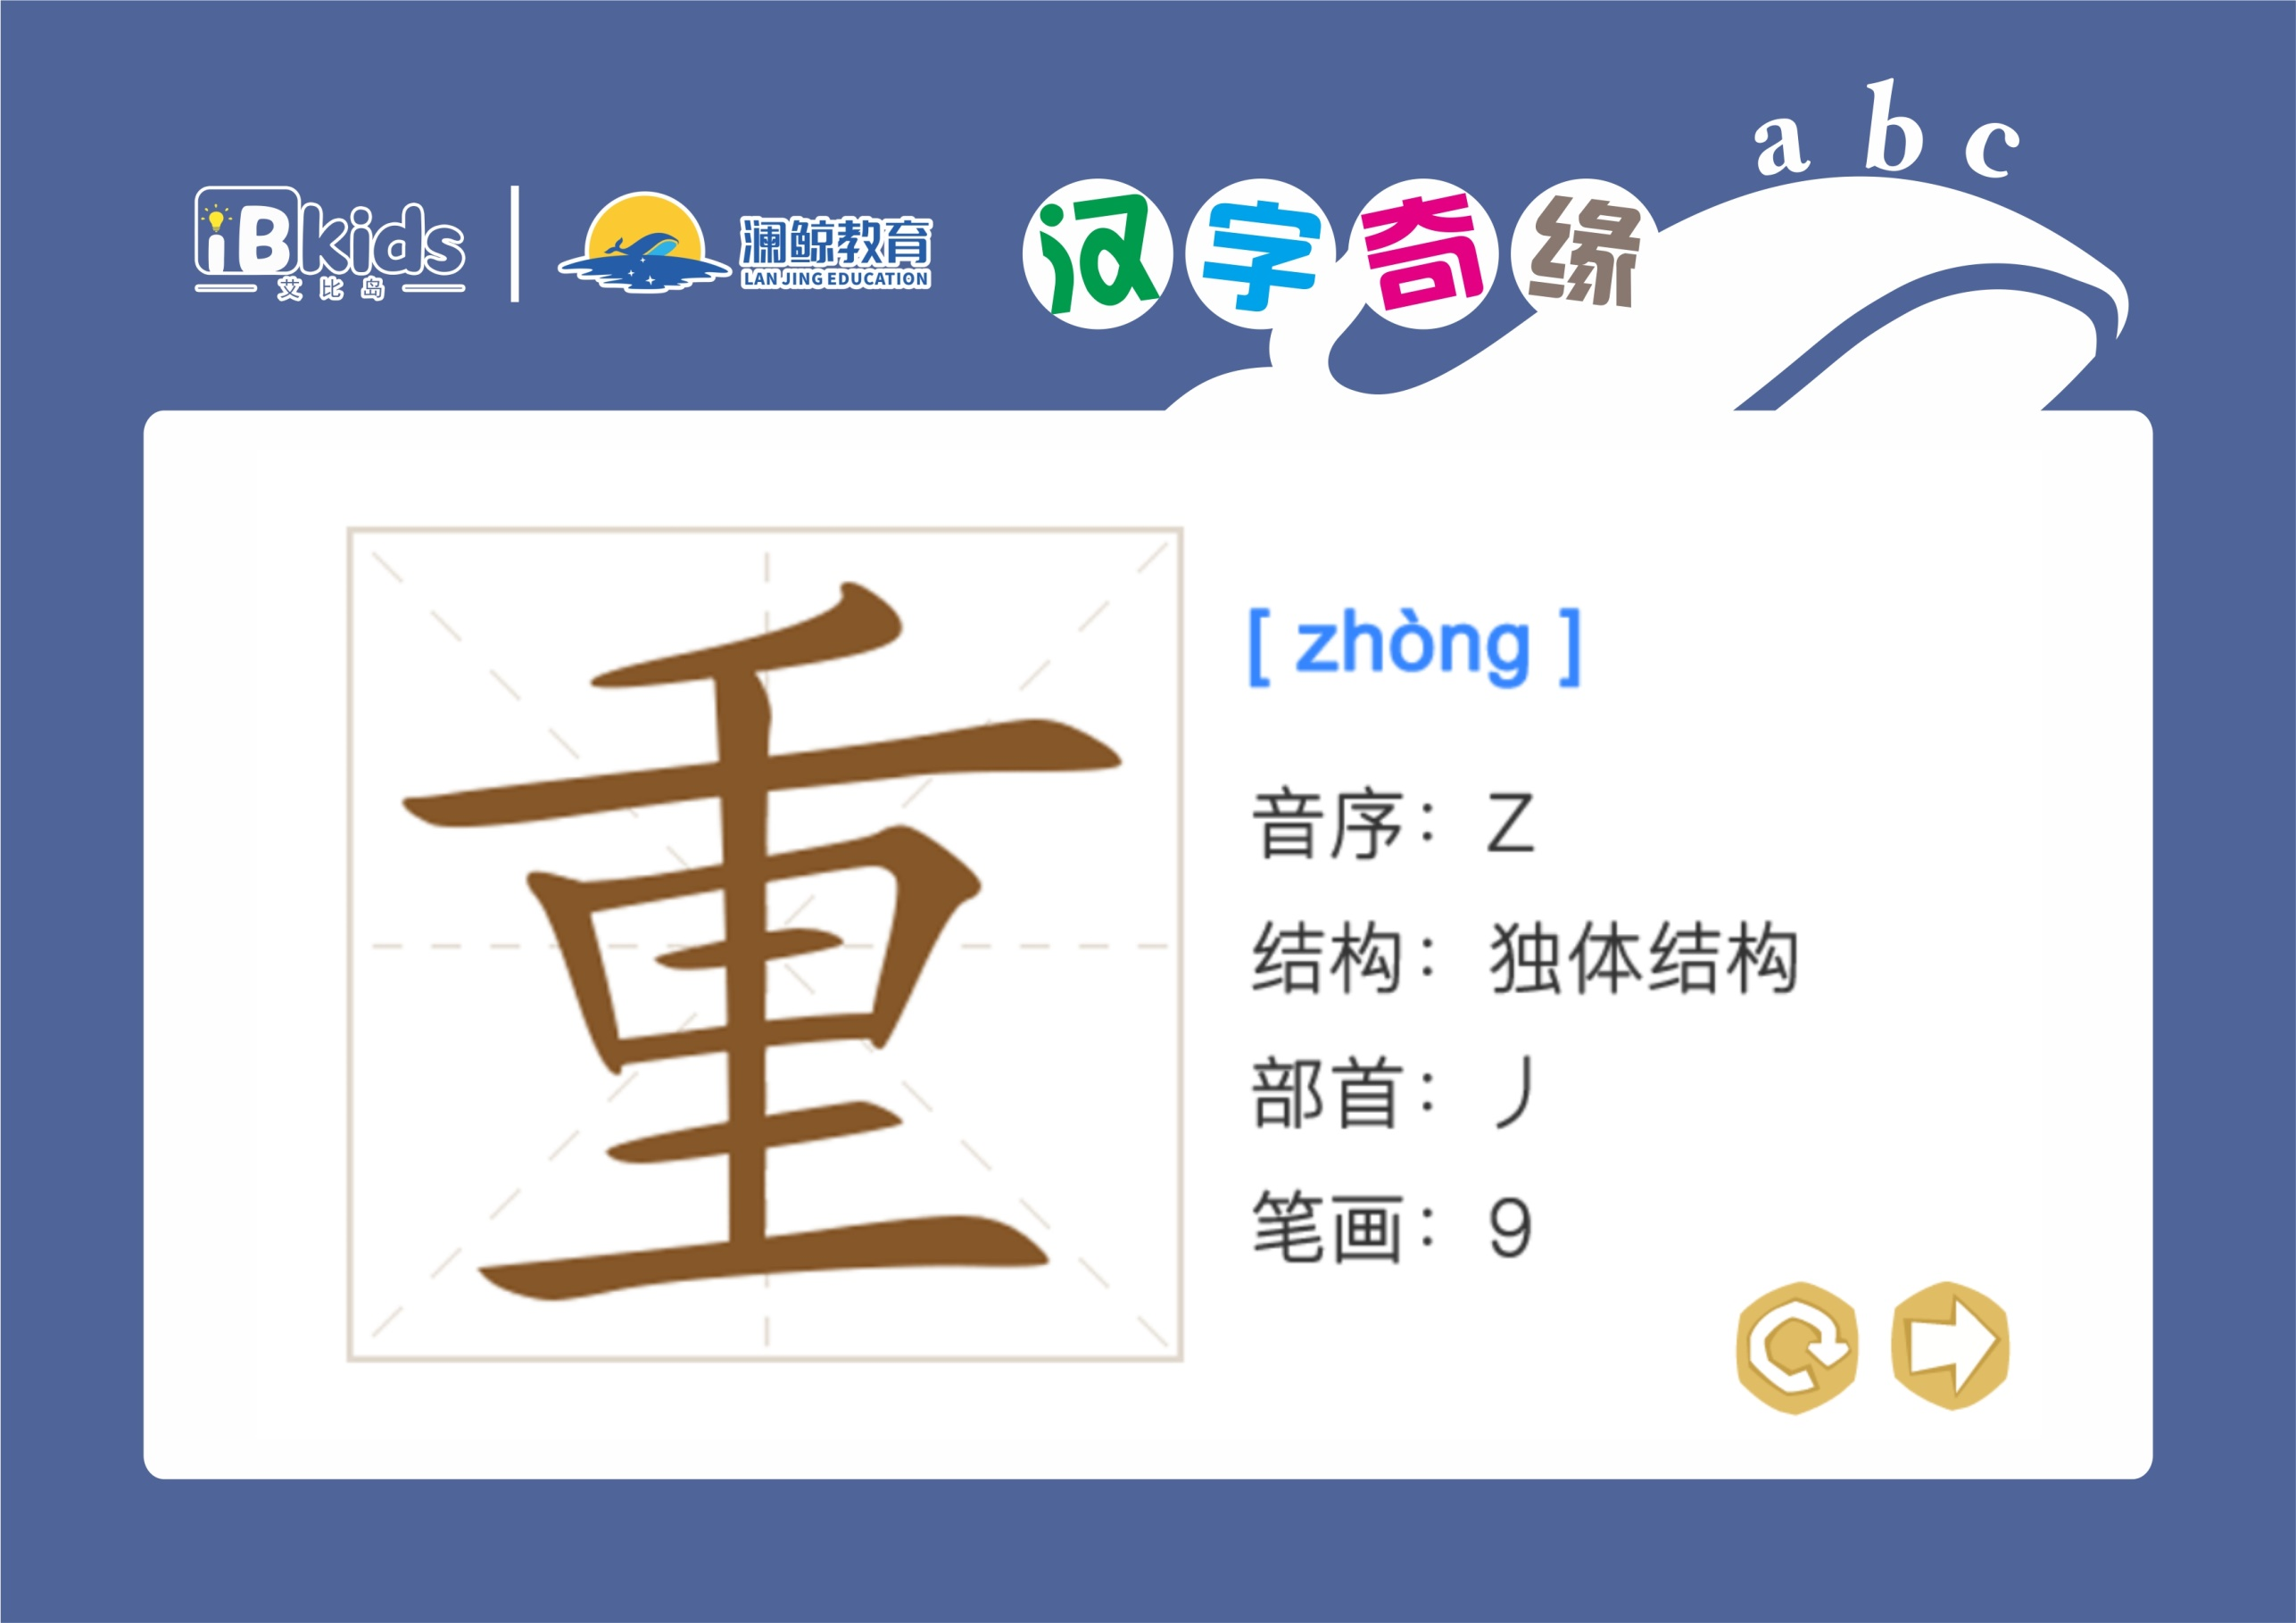 a b c
iBkids
艾比岛
澜鲸教育
LAN JING EDUCATION
汉字奇缘
重
[ zhòng ]
音序： Z
结构： 独体结构
部首： 丿
笔画： 9